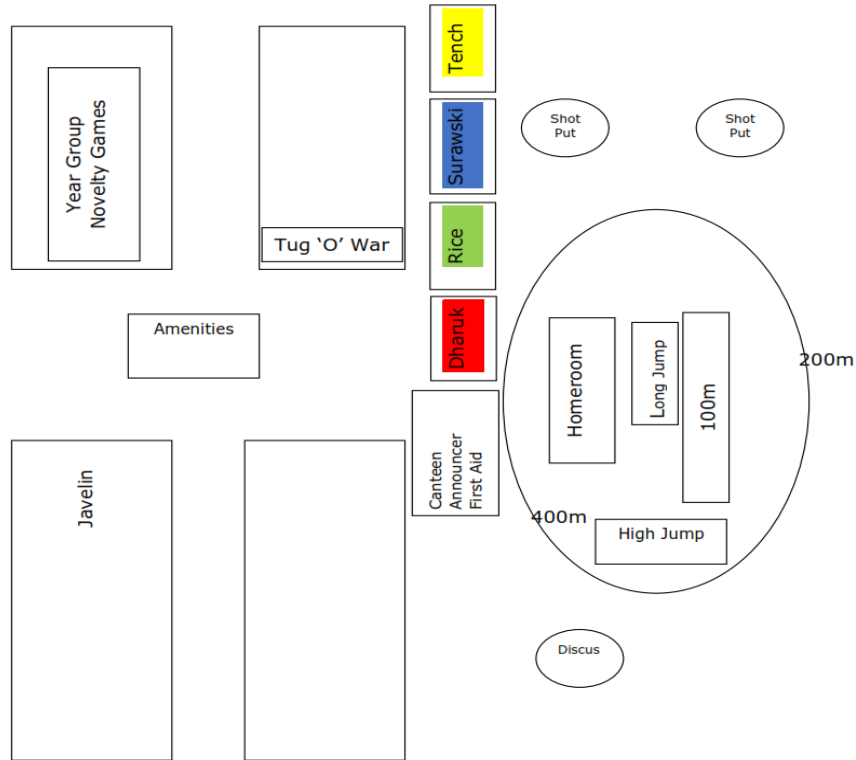 Tench
Year Group
Novelty Games
Surawski
Shot
Put
Shot
Put
Rice
Tug ‘O’ War
Amenities
Dharuk
Homeroom
Long Jump
100m
200m
Canteen
Announcer
First Aid
Javelin
400m
High Jump
Discus